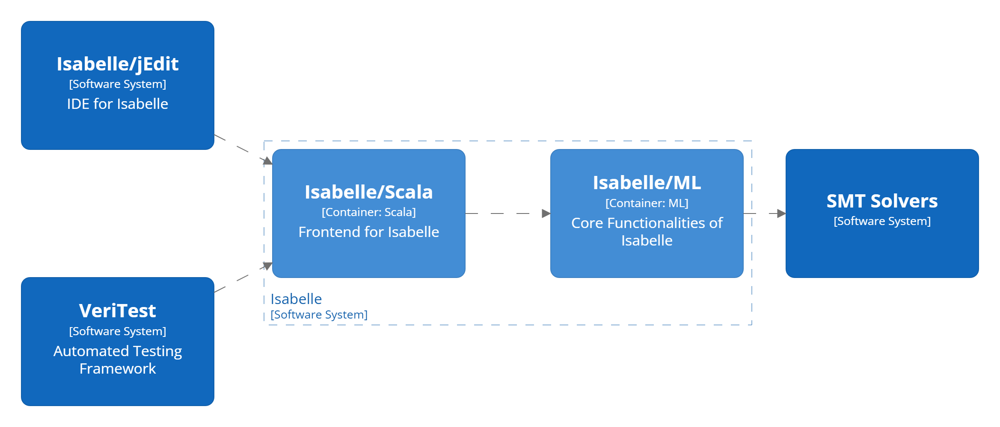 Isabelle/jEdit
[Software System]
IDE for Isabelle
VeriTest
[Software System]
Automated Testing
Framework
Isabelle/Scala
[Container: Scala]
Frontend for Isabelle
Isabelle/ML
[Container: ML]
Core Functionalities of
Isabelle
Isabelle
[Software System]
SMT Solvers
[Software System]